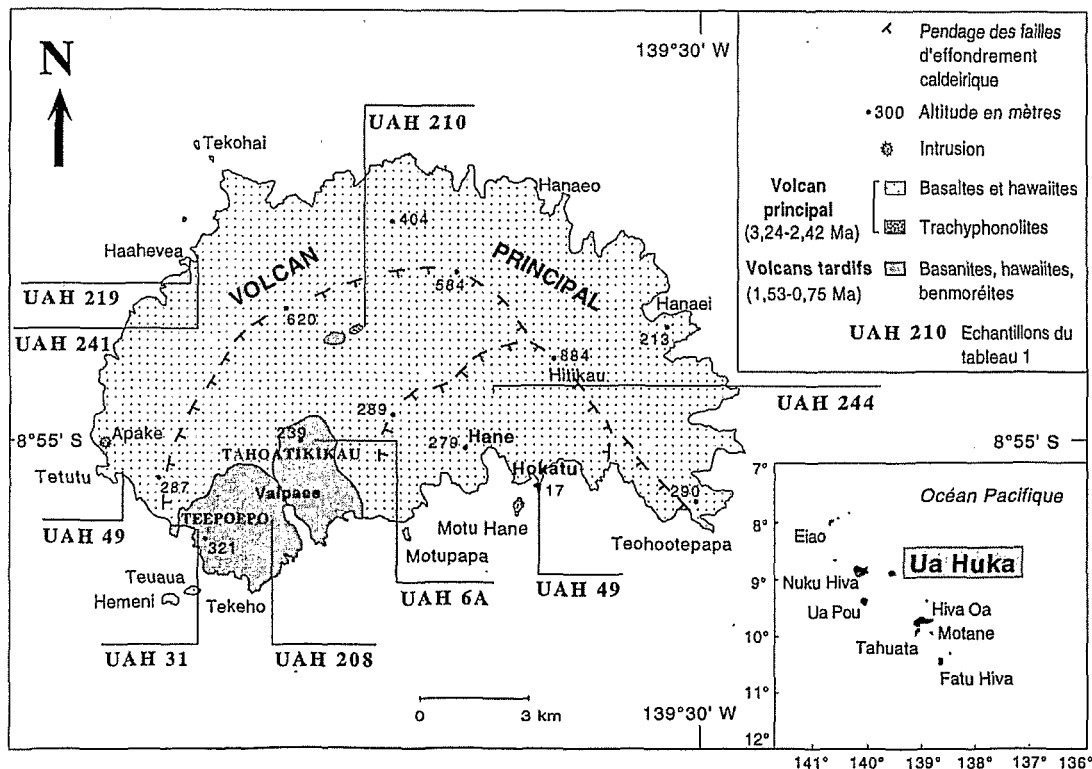 N
139°30' W
Pendage des failles
d'effondrement
caldeirique
•300 Altitude en mètres
Intrusion
Volcan
principal
(3,24-2,42 Ma)
Basaltes et hawaiites
Trachyphonolites
Volcans tardifs
(1,53-0,75 Ma)
Basanites, hawaiites,
benmoréites
UAH 210 Echantillons du
tableau 1
UAH 210
Tekohai
Hanaeo
404
Haahevea
VOLCAN PRINCIPAL
584
UAH 219
620
Hanaei
213
UAH 241
884
Hitikau
UAH 244
289
8°55' S
Apake
239
279
Hane
8°55' S
TAHOATIKIKAU
Tetutu
287
Vaipaee
Hokatu
17
290
TEEPOEPO
UAH 49
321
Motu Hane
Teohootepapa
Motupapa
Teuaua
Hemeni
Tekeho
UAH 6A
UAH 49
UAH 31
UAH 208
0 3 km
139°30' W
7°
Océan Pacifique
8°
Eiao
Ua Huka
9°
Nuku Hiva
Ua Pou
Hiva Oa
10°
Motane
Tahuata
Fatu Hiva
11°
12°
141° 140° 139° 138° 137° 136°